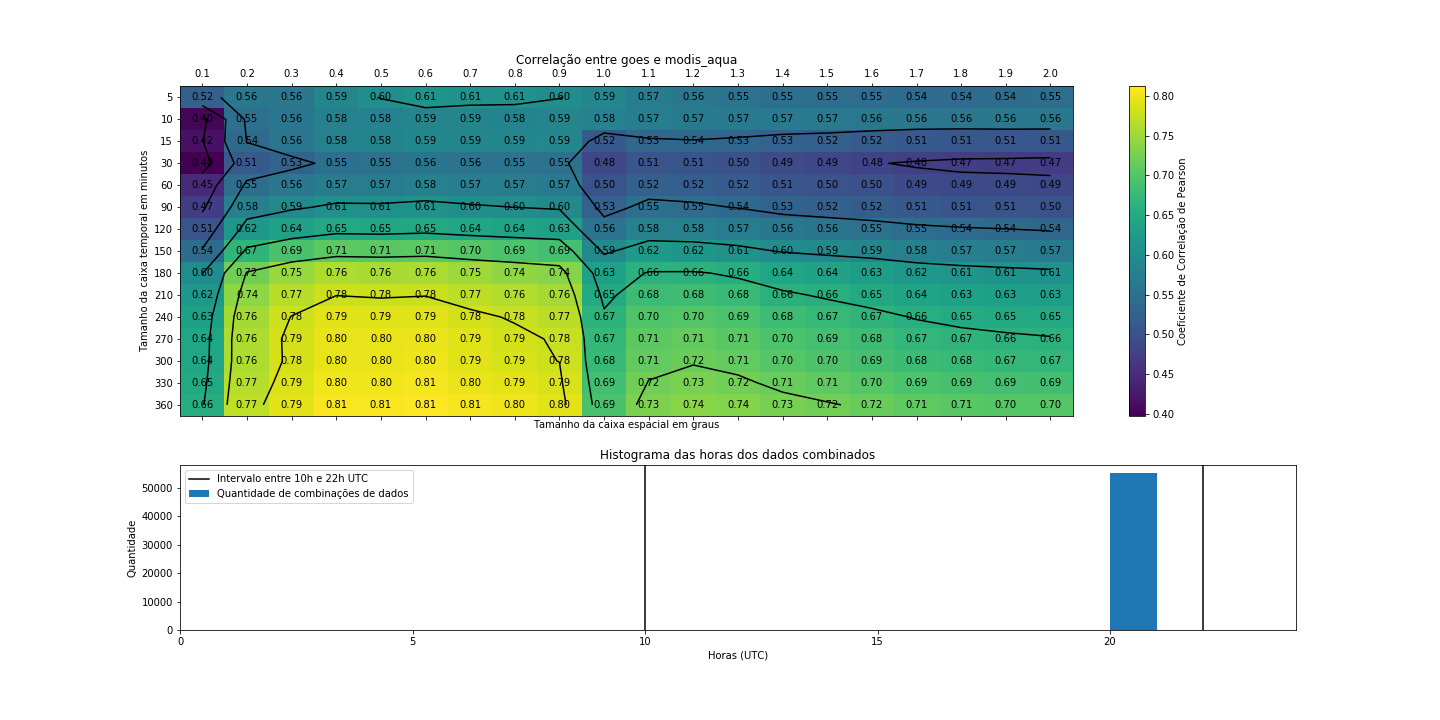 Correlação entre goes e modis_aqua
0.1 0.2 0.3 0.4 0.5 0.6 0.7 0.8 0.9 1.0 1.1 1.2 1.3 1.4 1.5 1.6 1.7 1.8 1.9 2.0
5 0.52 0.56 0.56 0.59 0.60 0.61 0.61 0.61 0.60 0.59 0.57 0.56 0.55 0.55 0.55 0.55 0.54 0.54 0.54 0.55
10 0.40 0.55 0.56 0.58 0.58 0.59 0.59 0.59 0.59 0.58 0.57 0.57 0.57 0.57 0.57 0.56 0.56 0.56 0.56 0.56
15 0.42 0.54 0.56 0.58 0.58 0.59 0.59 0.59 0.58 0.52 0.53 0.54 0.53 0.53 0.52 0.52 0.51 0.51 0.51 0.51
30 0.40 0.51 0.53 0.55 0.55 0.56 0.56 0.55 0.55 0.48 0.51 0.51 0.50 0.49 0.49 0.48 0.48 0.47 0.47 0.47
60 0.45 0.55 0.56 0.57 0.57 0.58 0.57 0.57 0.57 0.50 0.52 0.52 0.52 0.51 0.50 0.50 0.49 0.49 0.49 0.49
90 0.47 0.58 0.59 0.61 0.61 0.61 0.60 0.60 0.60 0.53 0.55 0.55 0.54 0.53 0.52 0.52 0.51 0.51 0.51 0.50
120 0.51 0.62 0.64 0.65 0.65 0.65 0.64 0.64 0.63 0.56 0.58 0.58 0.57 0.56 0.56 0.55 0.55 0.54 0.54 0.54
150 0.54 0.67 0.69 0.71 0.71 0.71 0.70 0.69 0.69 0.59 0.62 0.62 0.61 0.60 0.59 0.59 0.58 0.57 0.57 0.57
180 0.60 0.72 0.75 0.76 0.76 0.76 0.75 0.74 0.74 0.63 0.66 0.66 0.66 0.64 0.64 0.63 0.62 0.61 0.61 0.61
210 0.62 0.74 0.77 0.78 0.78 0.78 0.77 0.76 0.76 0.65 0.68 0.68 0.68 0.66 0.66 0.65 0.64 0.63 0.63 0.63
240 0.63 0.76 0.78 0.79 0.79 0.79 0.78 0.78 0.77 0.67 0.70 0.70 0.69 0.68 0.67 0.67 0.66 0.65 0.65 0.65
270 0.64 0.76 0.79 0.80 0.80 0.80 0.79 0.79 0.78 0.67 0.71 0.71 0.71 0.70 0.69 0.68 0.67 0.67 0.66 0.66
300 0.64 0.76 0.78 0.80 0.80 0.80 0.79 0.79 0.78 0.68 0.71 0.72 0.71 0.70 0.70 0.69 0.68 0.68 0.67 0.67
330 0.65 0.77 0.79 0.80 0.80 0.81 0.80 0.79 0.79 0.69 0.72 0.73 0.72 0.71 0.71 0.70 0.69 0.69 0.69 0.69
360 0.66 0.77 0.79 0.81 0.81 0.81 0.81 0.80 0.80 0.69 0.73 0.74 0.74 0.73 0.72 0.72 0.71 0.71 0.70 0.70
Tamanho da caixa temporal em minutos
Tamanho da caixa espacial em graus
0.80
0.75
0.70
0.65
0.60
0.55
0.50
0.45
0.40
Coeficiente de Correlação de Pearson
Histograma das horas dos dados combinados
Intervalo entre 10h e 22h UTC
Quantidade de combinações de dados
50000
40000
30000
20000
10000
0
Quantidade
0 5 10 15 20
Horas (UTC)